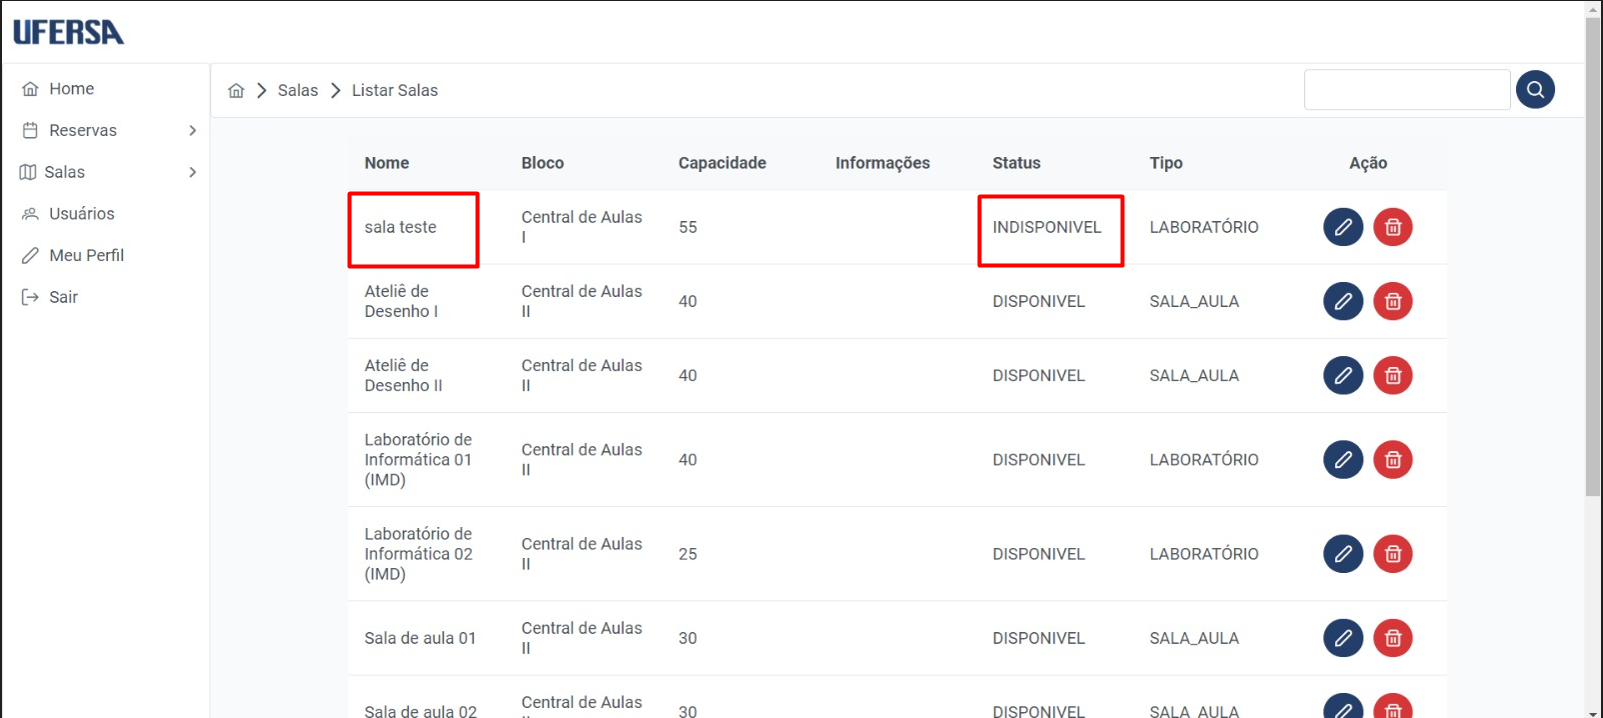 UFERSA
Home
Reservas
Salas
Usuários
Meu Perfil
Sair
Salas Listar Salas
Nome Bloco Capacidade Informações Status Tipo Ação
sala teste
Central de Aulas
I
55
INDISPONIVEL
LABORATÓRIO
Ateliê de
Desenho I
Central de Aulas
II
40
DISPONIVEL
SALA_AULA
Ateliê de
Desenho II
Central de Aulas
II
40
DISPONIVEL
SALA_AULA
Laboratório de
Informática 01
(IMD)
Central de Aulas
II
40
DISPONIVEL
LABORATÓRIO
Laboratório de
Informática 02
(IMD)
Central de Aulas
II
25
DISPONIVEL
LABORATÓRIO
Sala de aula 01
Central de Aulas
II
30
DISPONIVEL
SALA_AULA
Sala de aula 02
Central de Aulas
30
DISPONIVEL
SALA_AULA